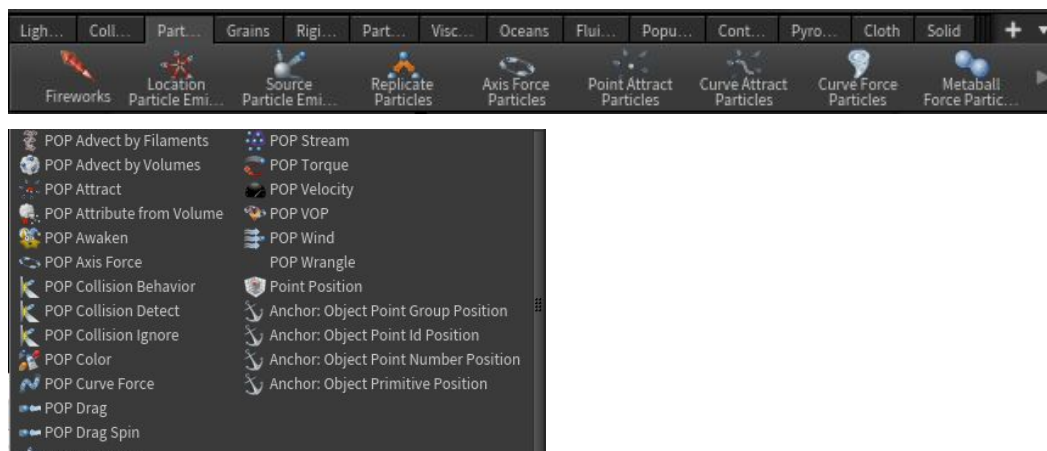 Ligh... Coll... Part... Grains Rigi... Part... Visc... Oceans Flui... Popu... Cont... Pyro... Cloth Solid +
Fireworks
Location Particle Emi...
Source Particle Emi...
Replicate Particles
Axis Force Particles
Point Attract Particles
Curve Attract Particles
Curve Force Particles
Metaball Force Partic...
POP Advect by Filaments
POP Advect by Volumes
POP Attract
POP Attribute from Volume
POP Awaken
POP Axis Force
POP Collision Behavior
POP Collision Detect
POP Collision Ignore
POP Color
POP Curve Force
POP Drag
POP Drag Spin
POP Stream
POP Torque
POP Velocity
POP VOP
POP Wind
POP Wrangle
Point Position
Anchor: Object Point Group Position
Anchor: Object Point Id Position
Anchor: Object Point Number Position
Anchor: Object Primitive Position